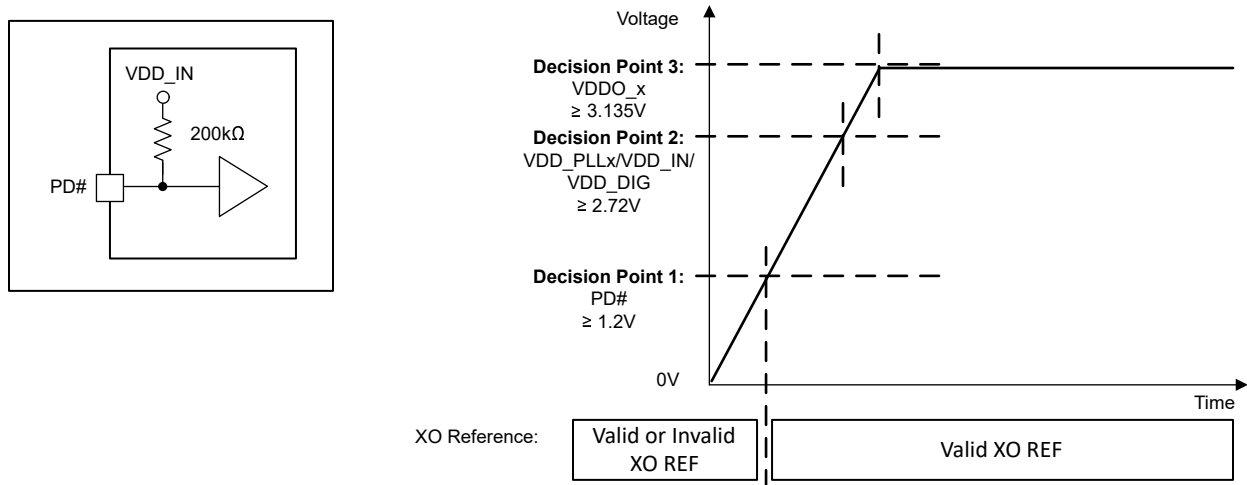 VDD_IN
200kΩ
PD#
Voltage
Decision Point 3:
VDDO_x
≥ 3.135V
Decision Point 2:
VDD_PLLx/VDD_IN/
VDD_DIG
≥ 2.72V
Decision Point 1:
PD#
≥ 1.2V
0V
Time
XO Reference:
Valid or Invalid
XO REF
Valid XO REF